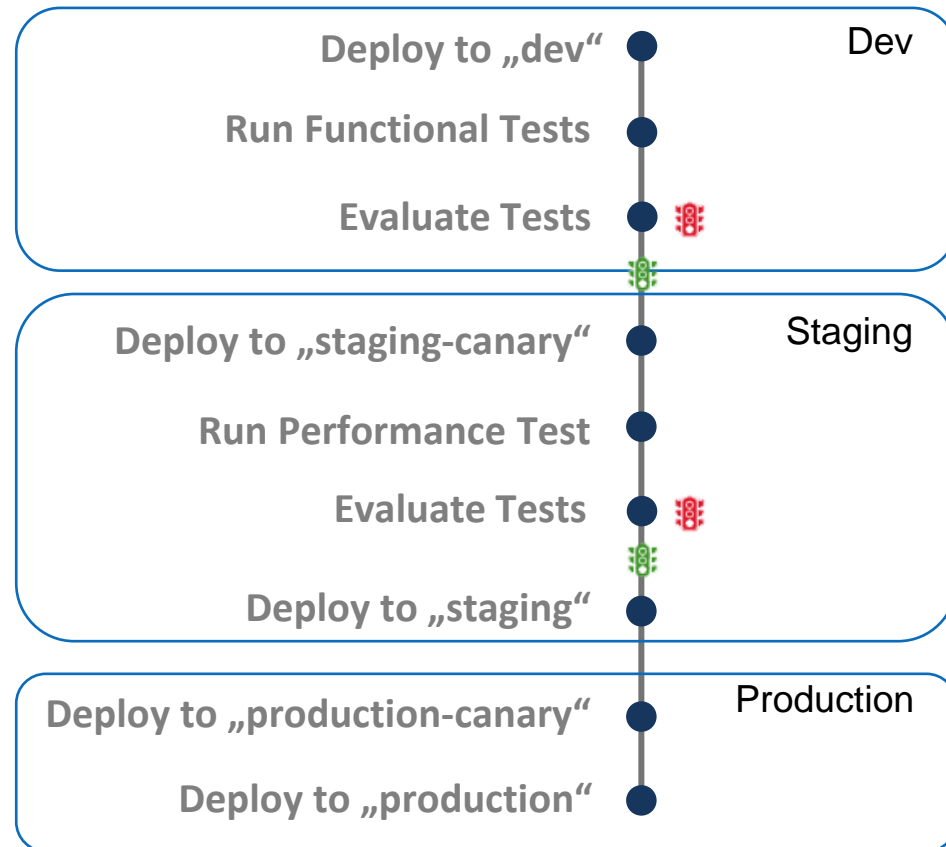 Dev
Deploy to „dev“
Run Functional Tests
Evaluate Tests
Staging
Deploy to „staging-canary“
Run Performance Test
Evaluate Tests
Deploy to „staging“
Production
Deploy to „production-canary“
Deploy to „production“